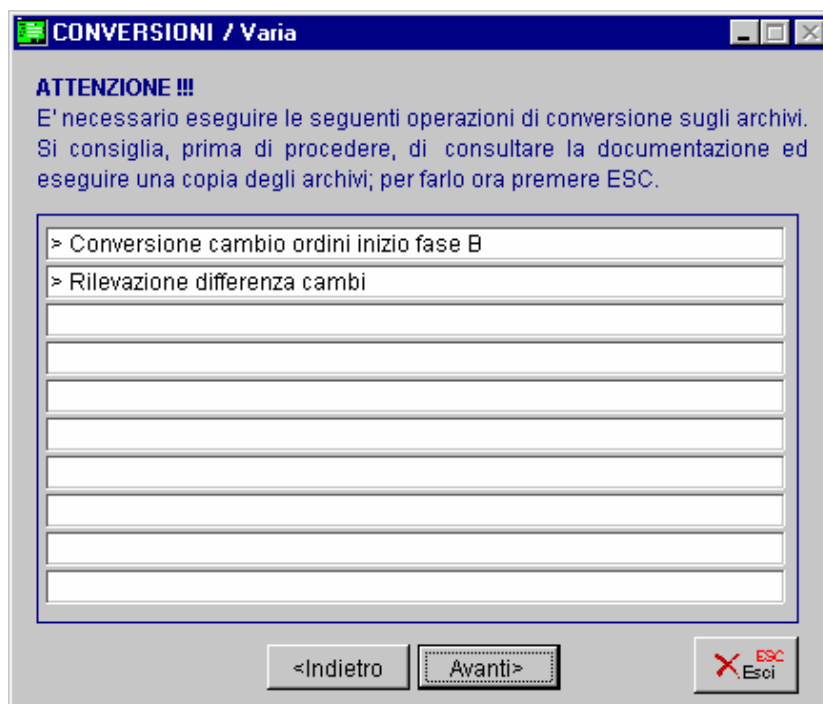 CONVERSIONI / Varia
ATTENZIONE !!!
E' necessario eseguire le seguenti operazioni di conversione sugli archivi.
Si consiglia, prima di procedere, di consultare la documentazione ed
eseguire una copia degli archivi; per farlo ora premere ESC.
> Conversione cambio ordini inizio fase B
> Rilevazione differenza cambi
<Indietro
Avanti>
ESC
Esci